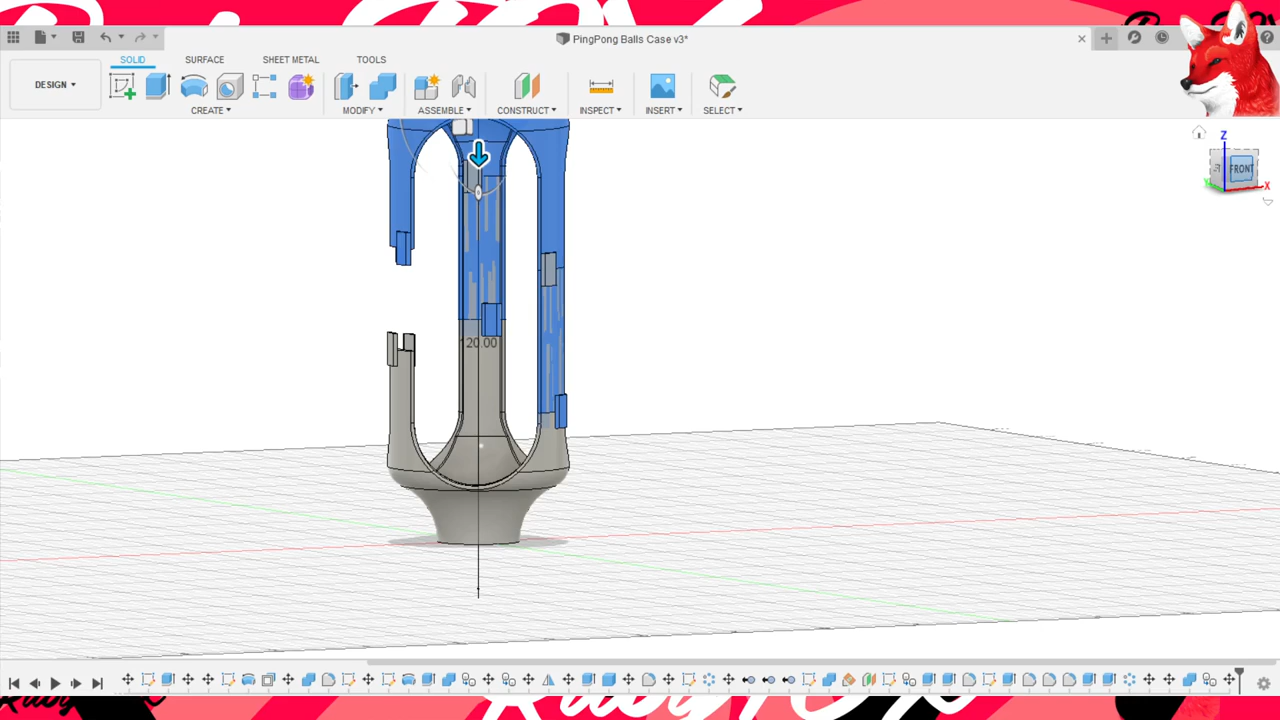 PingPong Balls Case v3*
SOLID SURFACE SHEET METAL TOOLS
DESIGN
CREATE MODIFY ASSEMBLE CONSTRUCT INSPECT INSERT SELECT
Z
FRONT
X
Y
20.00